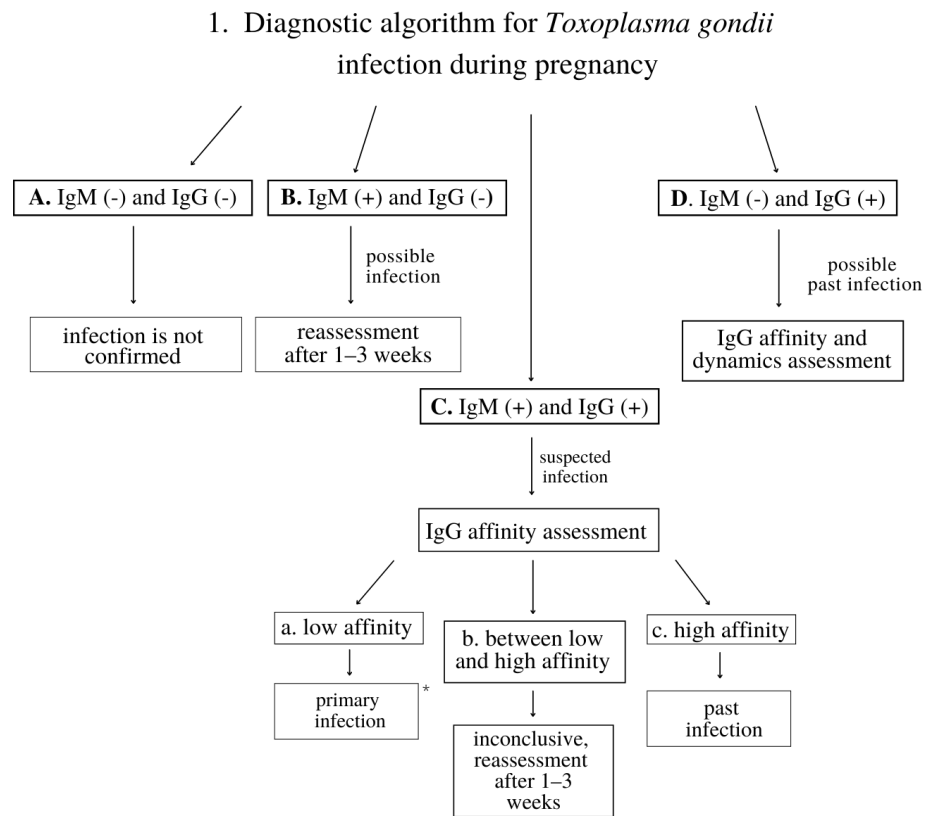 1. Diagnostic algorithm for Toxoplasma gondii
infection during pregnancy
A. IgM (-) and IgG (-)
B. IgM (+) and IgG (-)
D. IgM (-) and IgG (+)
possible
infection
possible
past infection
infection is not
confirmed
reassessment
after 1–3 weeks
IgG affinity and
dynamics assessment
C. IgM (+) and IgG (+)
suspected
infection
IgG affinity assessment
a. low affinity
b. between low
and high affinity
c. high affinity
primary
infection
*
past
infection
inconclusive,
reassessment
after 1–3
weeks